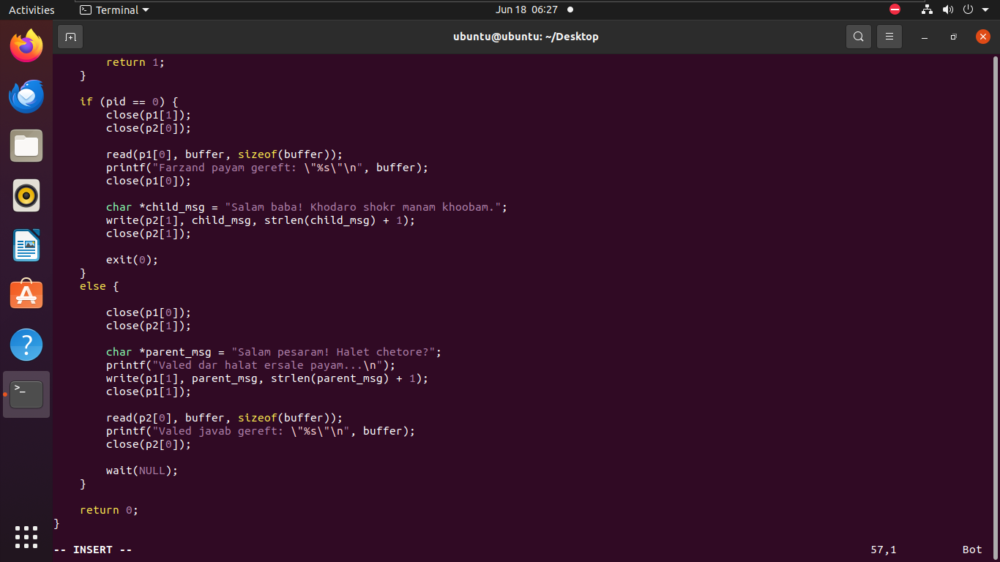 Activities
Terminal
Jun 18 06:27
ubuntu@ubuntu: ~/Desktop
        return 1;
    }

    if (pid == 0) {
        close(p1[1]);
        close(p2[0]);

        read(p1[0], buffer, sizeof(buffer));
        printf("Farzand payam gereft: \"%s\"\n", buffer);
        close(p1[0]);

        char *child_msg = "Salam baba! Khodaro shokr manam khoobam.";
        write(p2[1], child_msg, strlen(child_msg) + 1);
        close(p2[1]);

        exit(0);
    }
    else {

        close(p1[0]);
        close(p2[1]);

        char *parent_msg = "Salam pesaram! Halet chetore?";
        printf("Valed dar halat ersale payam...\n");
        write(p1[1], parent_msg, strlen(parent_msg) + 1);
        close(p1[1]);

        read(p2[0], buffer, sizeof(buffer));
        printf("Valed javab gereft: \"%s\"\n", buffer);
        close(p2[0]);

        wait(NULL);
    }

    return 0;
}
-- INSERT -- 57,1 Bot